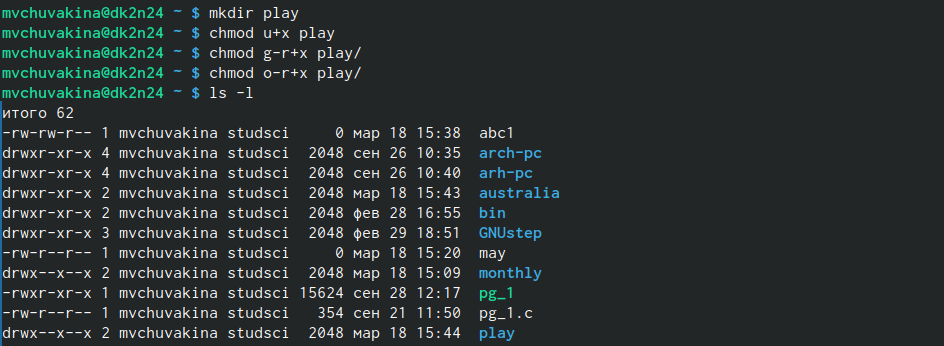 mvchuvakina@dk2n24 ~ $ mkdir play
mvchuvakina@dk2n24 ~ $ chmod u+x play
mvchuvakina@dk2n24 ~ $ chmod g-r+x play/
mvchuvakina@dk2n24 ~ $ chmod o-r+x play/
mvchuvakina@dk2n24 ~ $ ls -l
итого 62
-rw-rw-r-- 1 mvchuvakina studsci     0 мар 18 15:38  abc1
drwxr-xr-x 4 mvchuvakina studsci  2048 сен 26 10:35  arch-pc
drwxr-xr-x 4 mvchuvakina studsci  2048 сен 26 10:40  arh-pc
drwxr-xr-x 2 mvchuvakina studsci  2048 мар 18 15:43  australia
drwxr-xr-x 2 mvchuvakina studsci  2048 фев 28 16:55  bin
drwxr-xr-x 3 mvchuvakina studsci  2048 фев 29 18:51  GNUstep
-rw-r--r-- 1 mvchuvakina studsci     0 мар 18 15:20  may
drwx--x--x 2 mvchuvakina studsci  2048 мар 18 15:09  monthly
-rwxr-xr-x 1 mvchuvakina studsci 15624 сен 28 12:17  pg_1
-rw-r--r-- 1 mvchuvakina studsci   354 сен 21 11:50  pg_1.c
drwx--x--x 2 mvchuvakina studsci  2048 мар 18 15:44  play